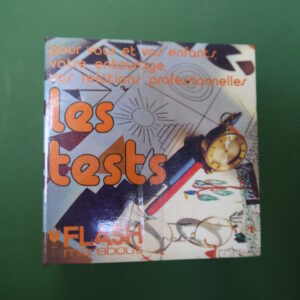 pour vous et vos enfants,
votre entourage,
vos relations professionnelles
les
tests
FLASH
marabout